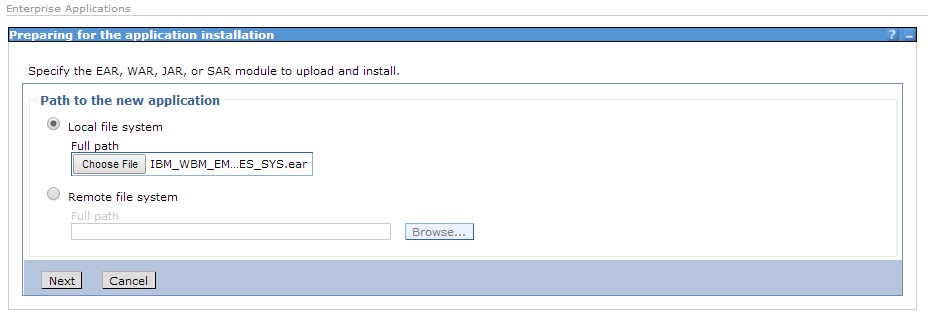 Enterprise Applications
Preparing for the application installation ? _
Specify the EAR, WAR, JAR, or SAR module to upload and install.
Path to the new application
Local file system
Full path
Choose File IBM_WBM_EM...ES_SYS.ear
Remote file system
Full path
Browse...
Next Cancel